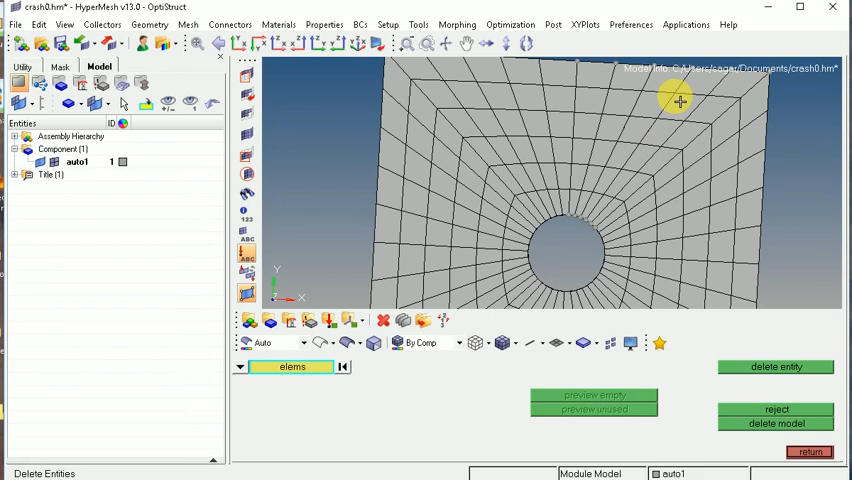 crash0.hm* - HyperMesh v13.0 - OptiStruct
File Edit View Collectors Geometry Mesh Connectors Materials Properties BCs Setup Tools Morphing Optimization Post XYPlots Preferences Applications Help
Utility Mask Model
Model Info: C:/Users/sagar/Documents/crash0.hm*
Entities ID
Assembly Hierarchy
Component (1)
auto1 1
Title (1)
123
ABC
ABC
Y
Z X
Auto By Comp
elems delete entity
preview empty
preview unused reject
delete model
return
Delete Entities Module Model auto1